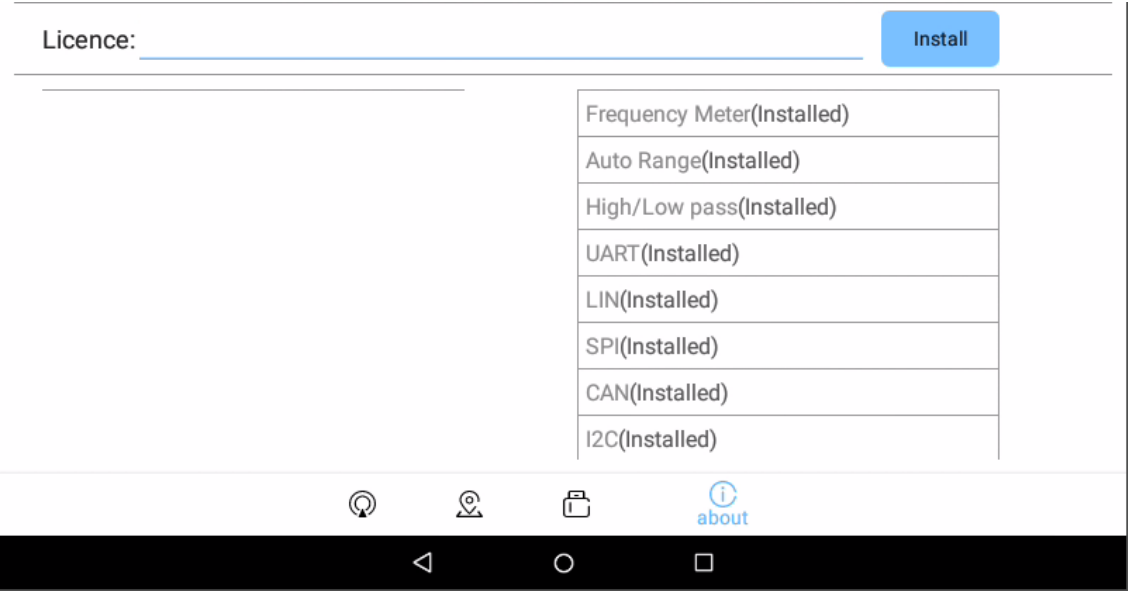 Licence:
Install
Frequency Meter(Installed)
Auto Range(Installed)
High/Low pass(Installed)
UART(Installed)
LIN(Installed)
SPI(Installed)
CAN(Installed)
I2C(Installed)
about